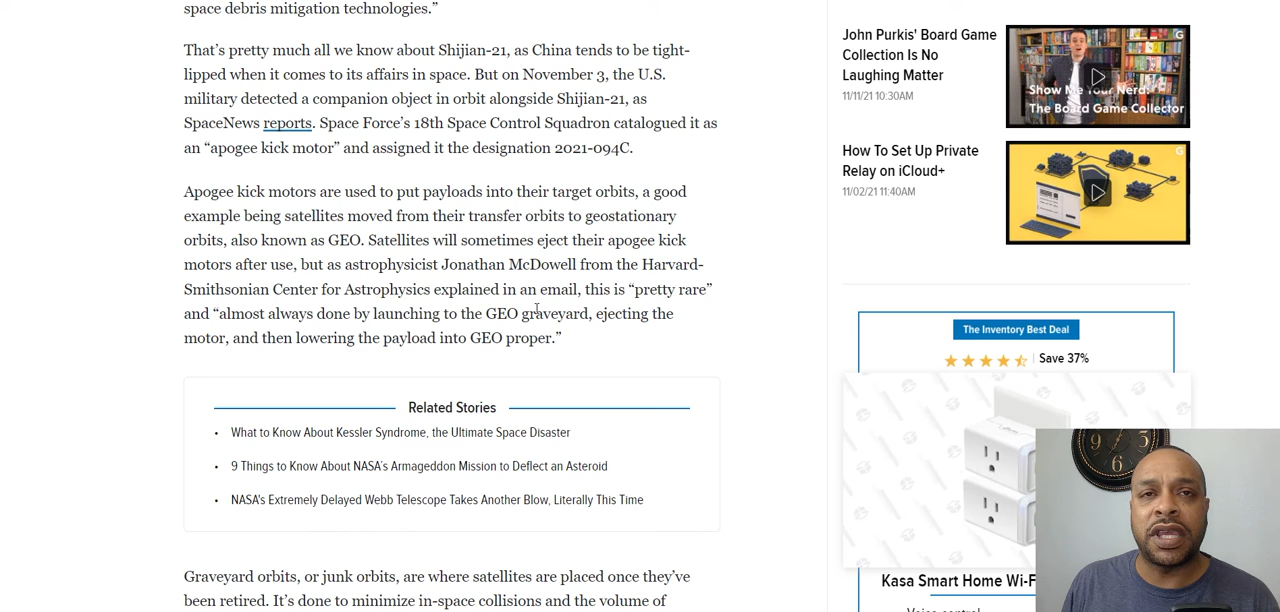 space debris mitigation technologies.”
That’s pretty much all we know about Shijian-21, as China tends to be tight-
lipped when it comes to its affairs in space. But on November 3, the U.S.
military detected a companion object in orbit alongside Shijian-21, as
SpaceNews reports. Space Force’s 18th Space Control Squadron catalogued it as
an “apogee kick motor” and assigned it the designation 2021-094C.
Apogee kick motors are used to put payloads into their target orbits, a good
example being satellites moved from their transfer orbits to geostationary
orbits, also known as GEO. Satellites will sometimes eject their apogee kick
motors after use, but as astrophysicist Jonathan McDowell from the Harvard-
Smithsonian Center for Astrophysics explained in an email, this is “pretty rare”
and “almost always done by launching to the GEO graveyard, ejecting the
motor, and then lowering the payload into GEO proper.”
Related Stories
• What to Know About Kessler Syndrome, the Ultimate Space Disaster
• 9 Things to Know About NASA’s Armageddon Mission to Deflect an Asteroid
• NASA’s Extremely Delayed Webb Telescope Takes Another Blow, Literally This Time
Graveyard orbits, or junk orbits, are where satellites are placed once they’ve
been retired. It’s done to minimize in-space collisions and the volume of
John Purkis' Board Game
Collection Is No
Laughing Matter
11/11/21 10:30AM
G
Show Me Your Nerd:
The Board Game Collector
How To Set Up Private
Relay on iCloud+
11/02/21 11:40AM
G
The Inventory Best Deal
Save 37%
9 3
6
Kasa Smart Home Wi-F
Voice control